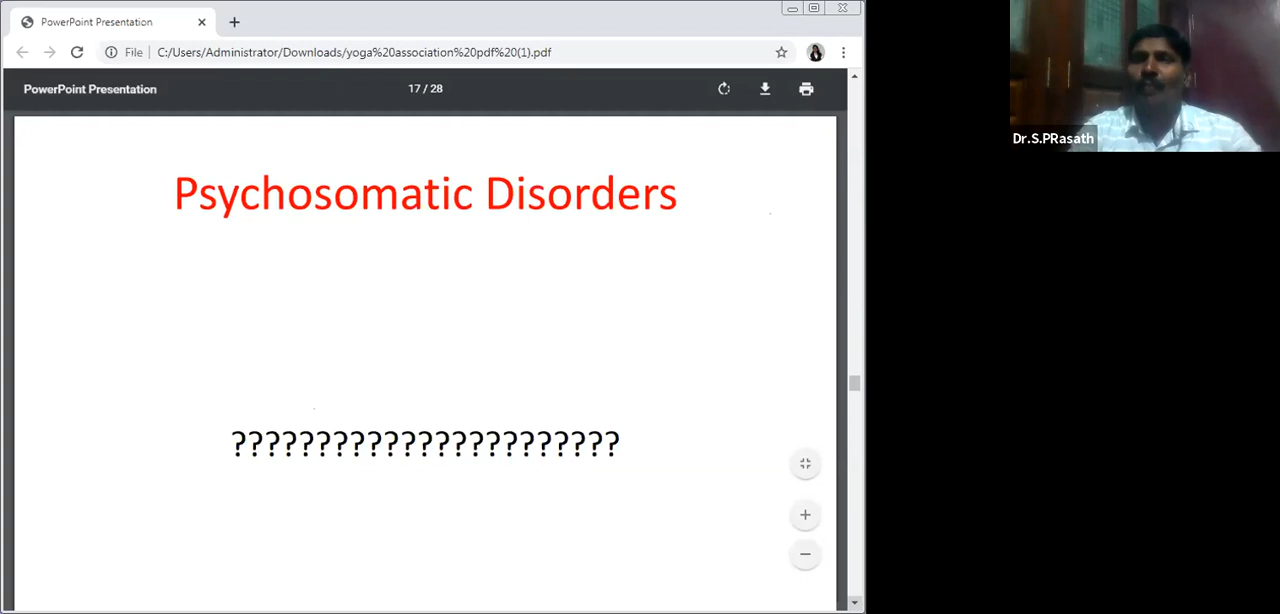 PowerPoint Presentation
File
C:/Users/Administrator/Downloads/yoga%20association%20pdf%20(1).pdf
PowerPoint Presentation
17 / 28
Psychosomatic Disorders
???????????????????????
Dr.S.PRasath